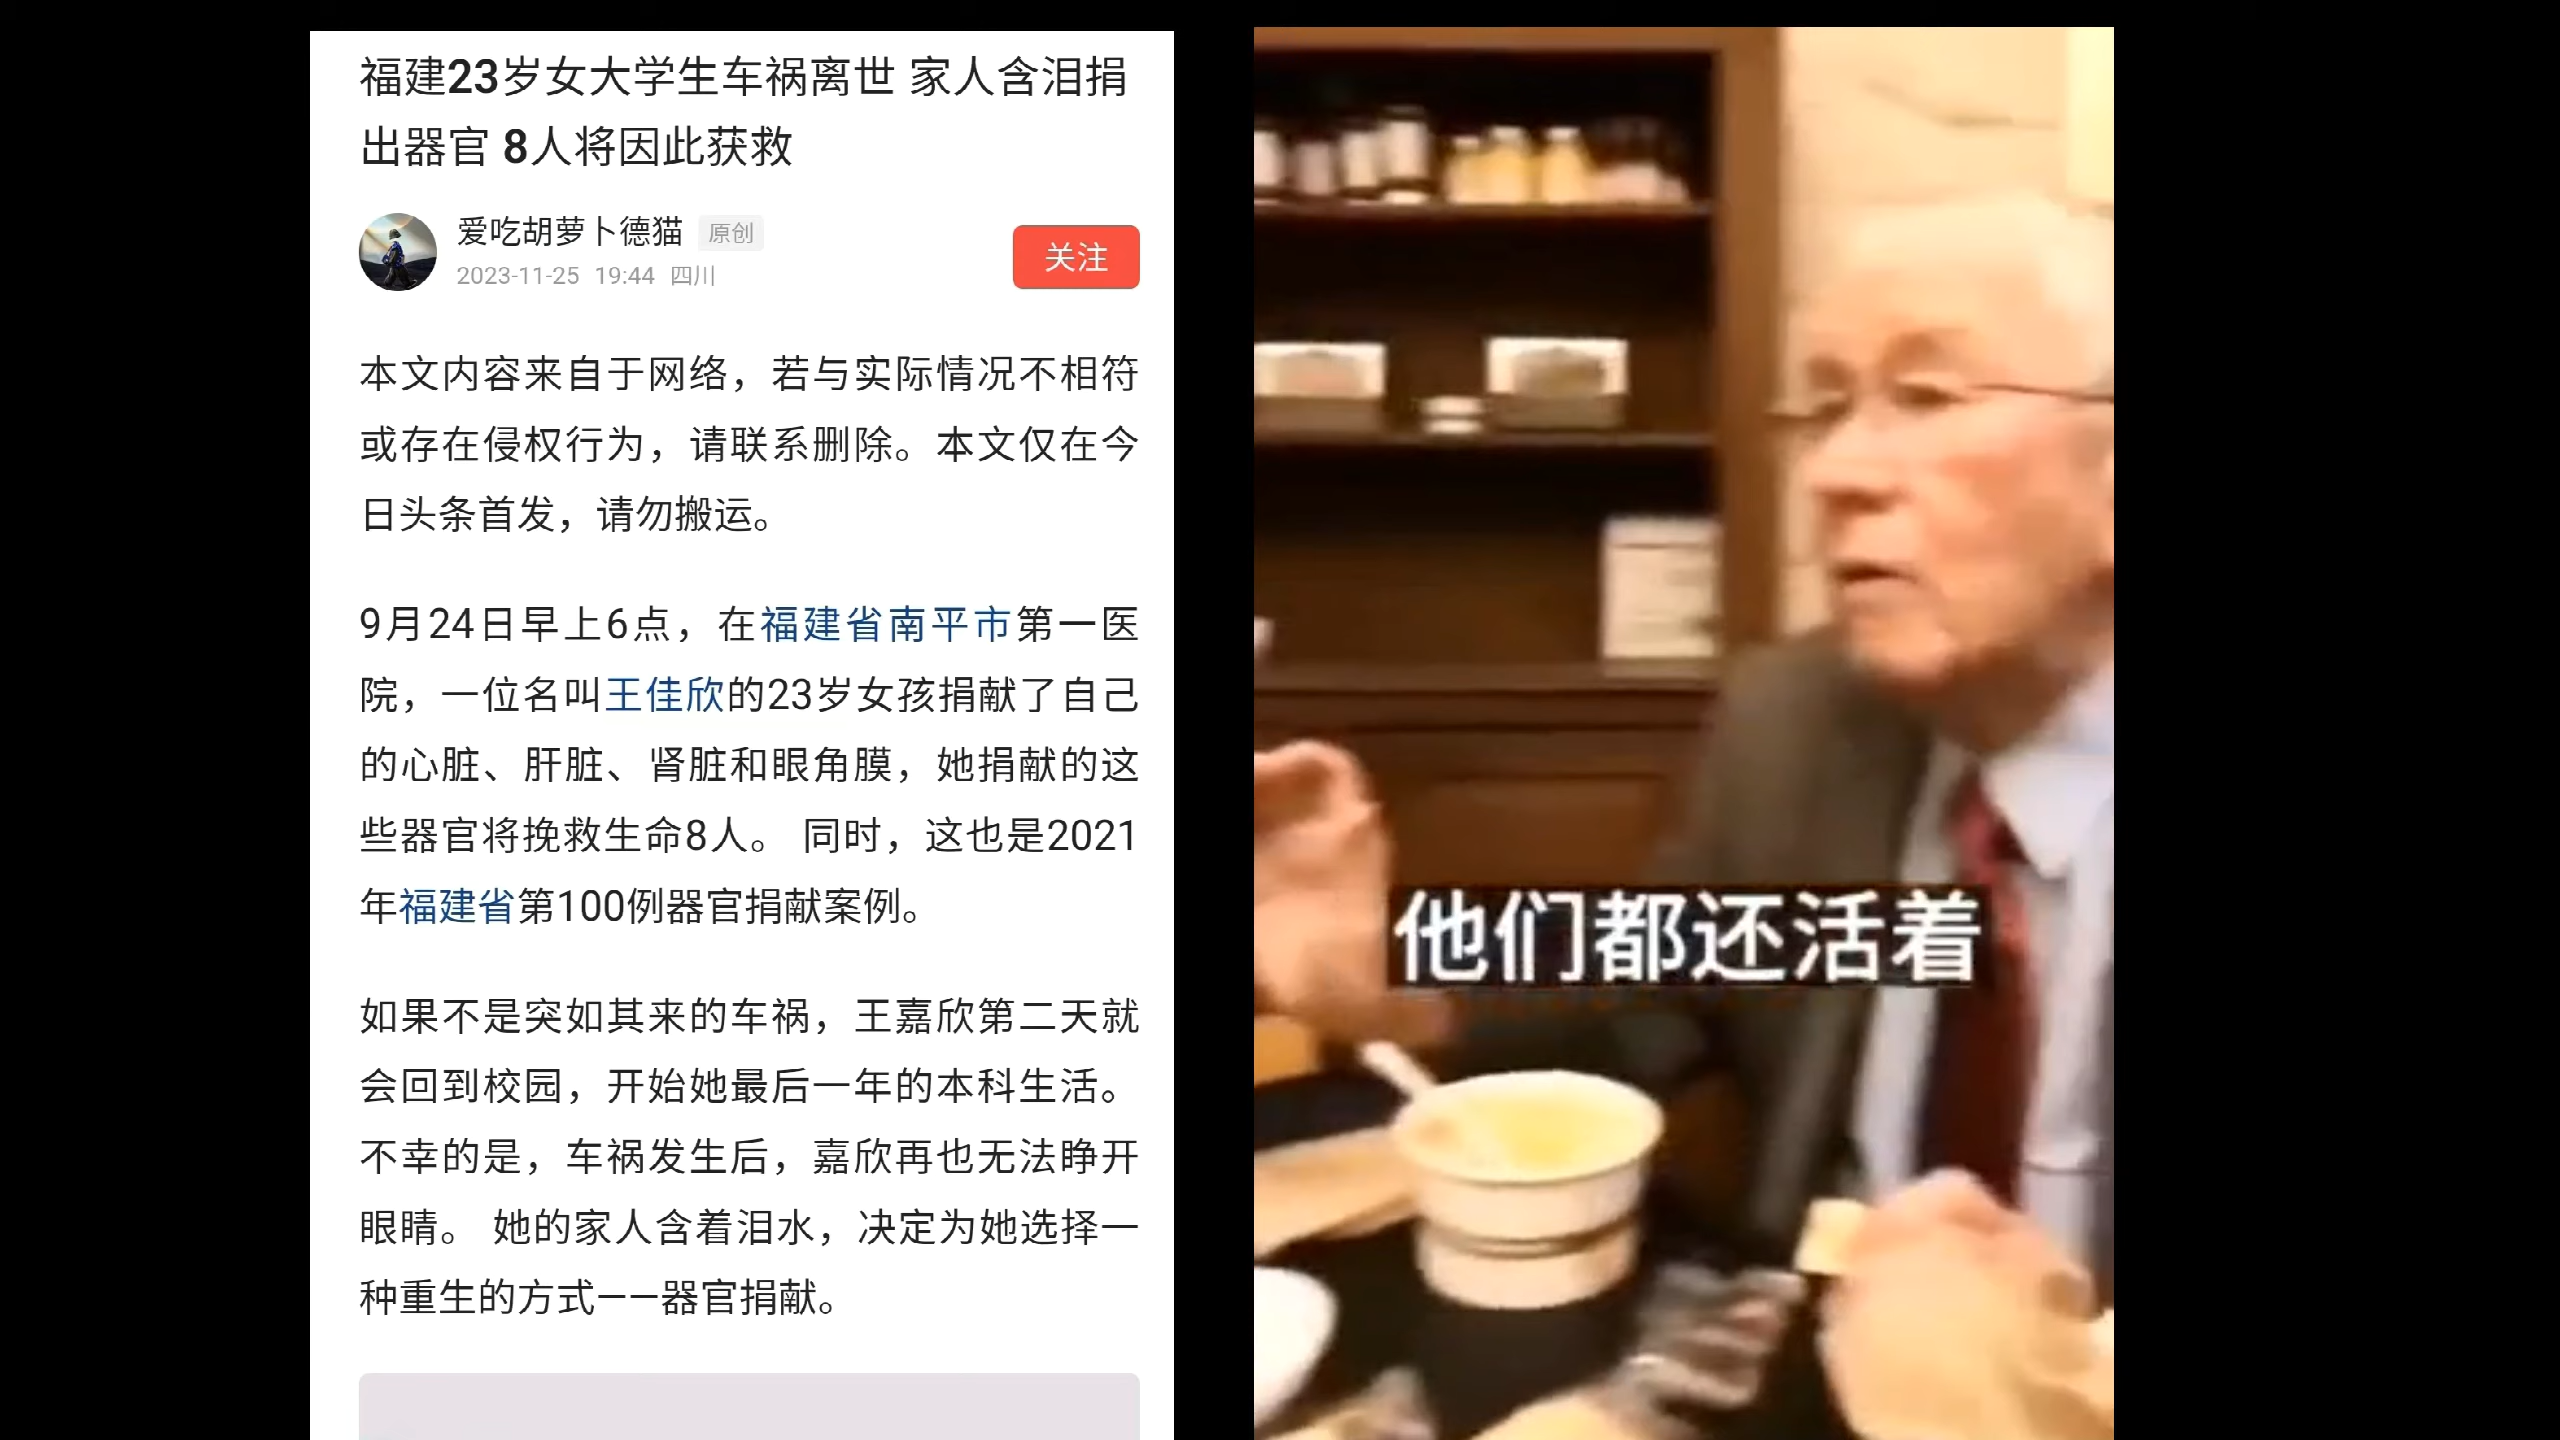 福建23岁女大学生车祸离世 家人含泪捐
出器官 8人将因此获救
爱吃胡萝卜德猫 原创
2023-11-25 19:44 四川
关注
本文内容来自于网络，若与实际情况不相符
或存在侵权行为，请联系删除。本文仅在今
日头条首发，请勿搬运。
9月24日早上6点，在福建省南平市第一医
院，一位名叫王佳欣的23岁女孩捐献了自己
的心脏、肝脏、肾脏和眼角膜，她捐献的这
些器官将挽救生命8人。 同时，这也是2021
年福建省第100例器官捐献案例。
如果不是突如其来的车祸，王嘉欣第二天就
会回到校园，开始她最后一年的本科生活。
不幸的是，车祸发生后，嘉欣再也无法睁开
眼睛。 她的家人含着泪水，决定为她选择一
种重生的方式——器官捐献。
他们都还活着